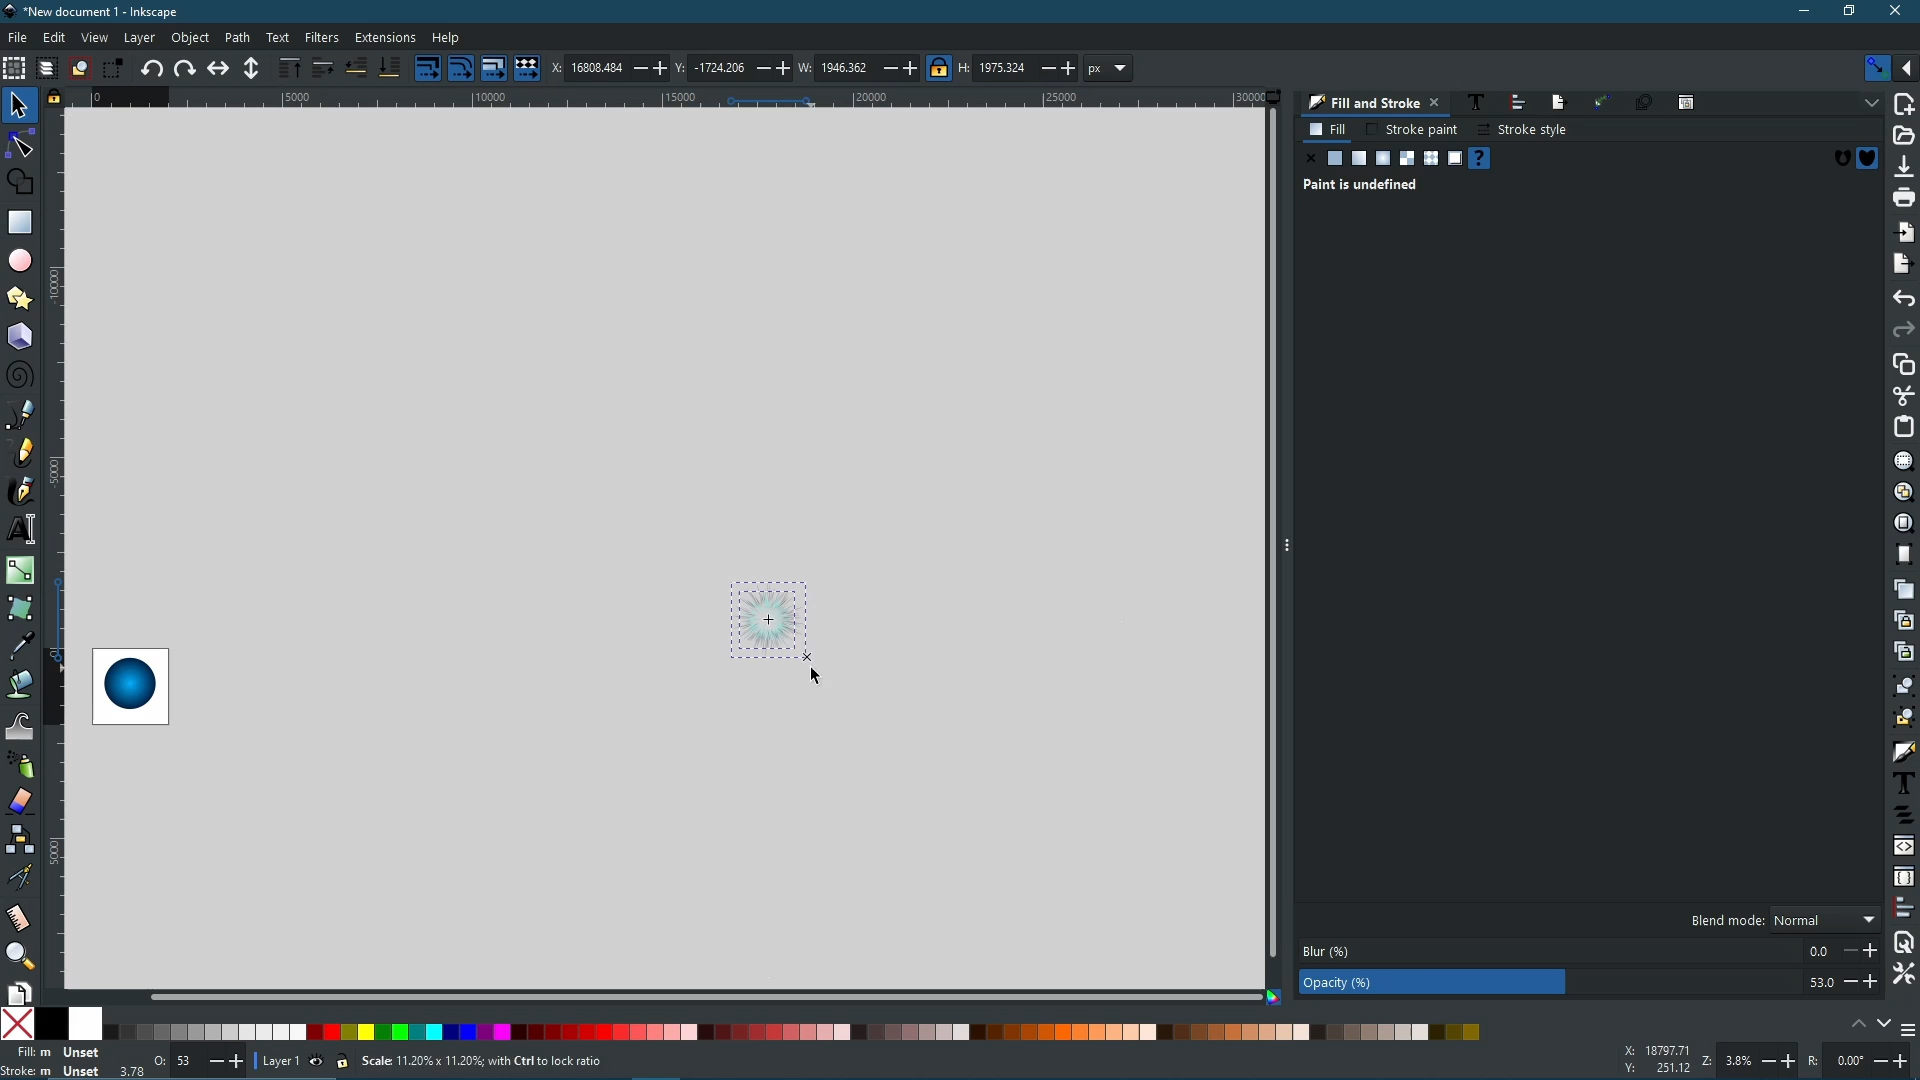 *New document 1 - Inkscape
File Edit View Layer Object Path Text Filters Extensions Help
X: 16808.484 Y: -1724.206 W: 1946.362 H: 1975.324 px
0 5000 10000 15000 20000 25000 30000
Fill and Stroke
Fill Stroke paint Stroke style
Paint is undefined
-10000
-5000
0
5000
Blend mode: Normal
Blur (%) 0.0
Opacity (%) 53.0
Fill: m Unset
Stroke: m Unset 3.78
O: 53 Layer 1 Scale: 11.20% x 11.20%; with Ctrl to lock ratio
X: 18797.71
Y: 251.12
Z: 3.8% R: 0.00°